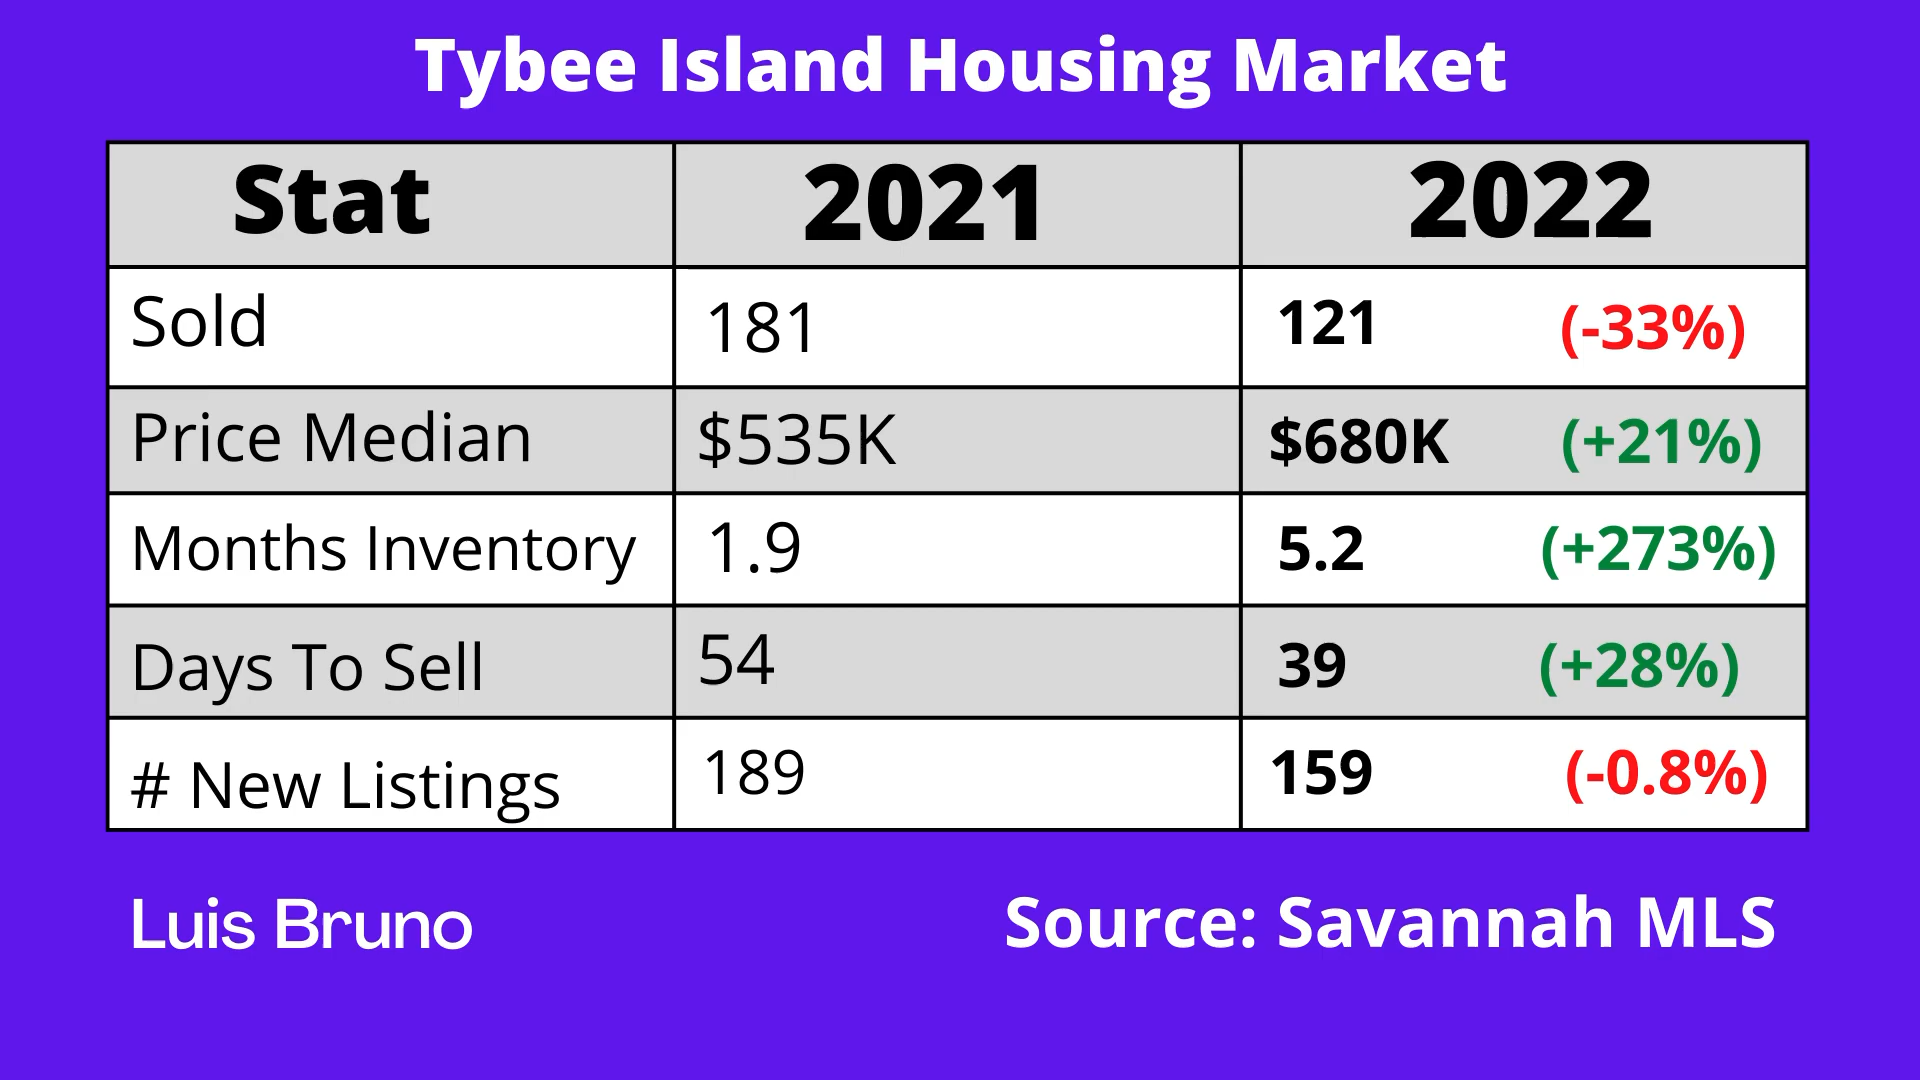 Tybee Island Housing Market
Stat 2021 2022
Sold 181 121 (-33%)
Price Median $535K $680K (+21%)
Months Inventory 1.9 5.2 (+273%)
Days To Sell 54 39 (+28%)
# New Listings 189 159 (-0.8%)
Luis Bruno Source: Savannah MLS